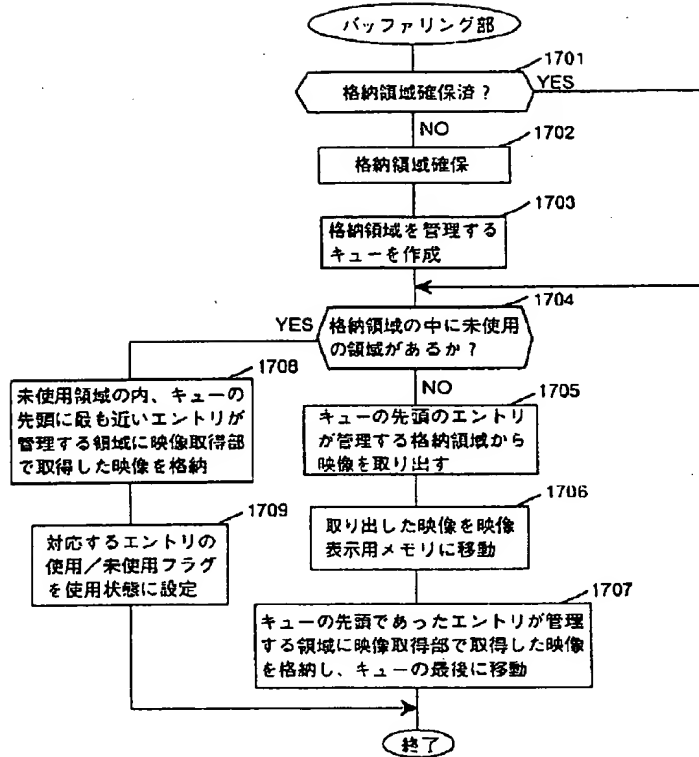 バッファリング部
1701
格納領域確保済？
YES
NO
1702
格納領域確保
1703
格納領域を管理する
キューを作成
1704
YES
格納領域の中に未使用
の領域があるか？
1708
未使用領域の内、キューの
先頭に最も近いエントリが
管理する領域に映像取得部
で取得した映像を格納
NO
1705
キューの先頭のエントリ
が管理する格納領域から
映像を取り出す
1709
対応するエントリの
使用／未使用フラグ
を使用状態に設定
1706
取り出した映像を映像
表示用メモリに移動
1707
キューの先頭であったエントリが管理
する領域に映像取得部で取得した映像
を格納し、キューの最後に移動
終了